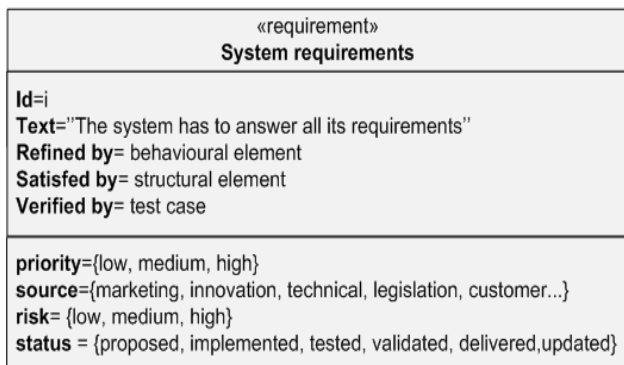 «requirement»
System requirements
Id=i
Text=''The system has to answer all its requirements''
Refined by= behavioural element
Satisfed by= structural element
Verified by= test case
priority={low, medium, high}
source={marketing, innovation, technical, legislation, customer...}
risk= {low, medium, high}
status = {proposed, implemented, tested, validated, delivered,updated}